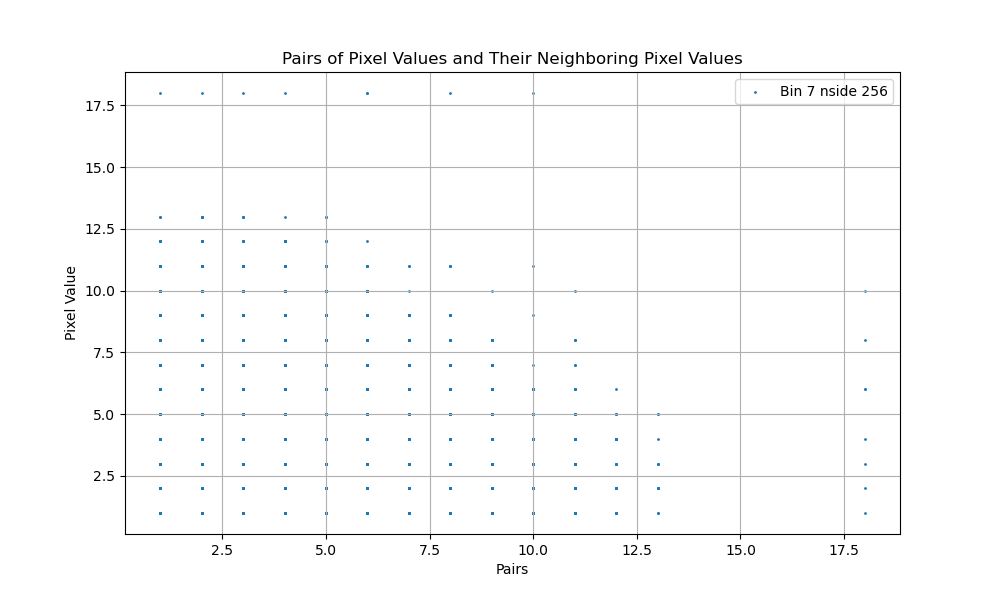 Pairs of Pixel Values and Their Neighboring Pixel Values
Bin 7 nside 256
17.5
15.0
12.5
10.0
7.5
5.0
2.5
Pixel Value
2.5 5.0 7.5 10.0 12.5 15.0 17.5
Pairs